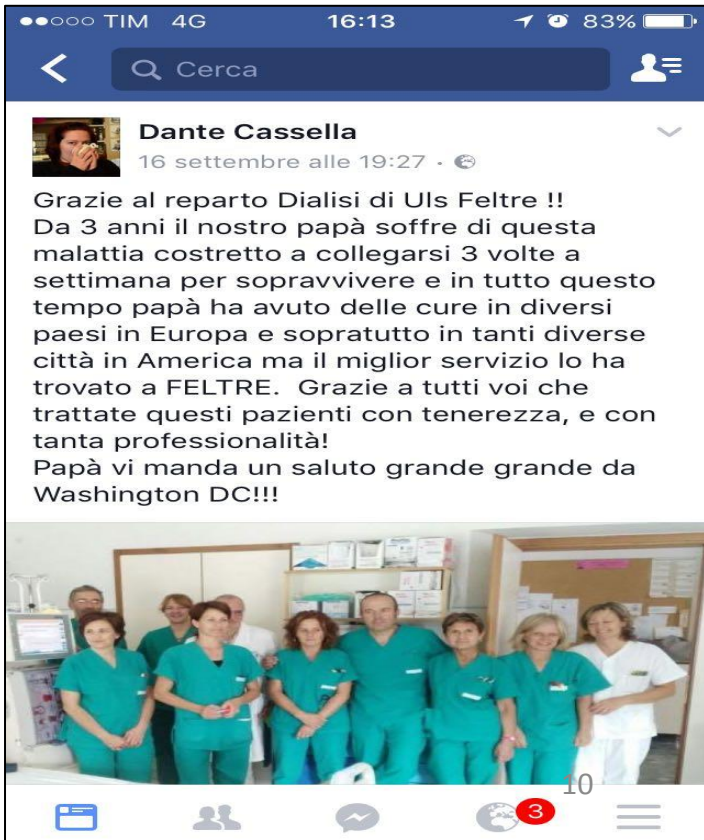 TIM 4G 16:13 83%
Cerca
Dante Cassella
16 settembre alle 19:27 ·
Grazie al reparto Dialisi di Uls Feltre !!
Da 3 anni il nostro papà soffre di questa
malattia costretto a collegarsi 3 volte a
settimana per sopravvivere e in tutto questo
tempo papà ha avuto delle cure in diversi
paesi in Europa e sopratutto in tanti diverse
città in America ma il miglior servizio lo ha
trovato a FELTRE. Grazie a tutti voi che
trattate questi pazienti con tenerezza, e con
tanta professionalità!
Papà vi manda un saluto grande grande da
Washington DC!!!
10
3